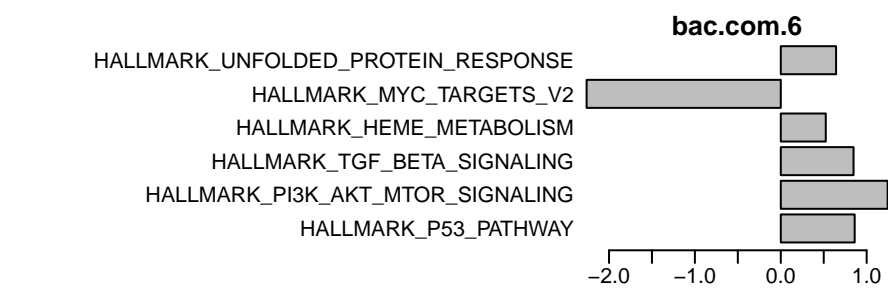 bac.com.6
HALLMARK_UNFOLDED_PROTEIN_RESPONSE
HALLMARK_MYC_TARGETS_V2
HALLMARK_HEME_METABOLISM
HALLMARK_TGF_BETA_SIGNALING
HALLMARK_PI3K_AKT_MTOR_SIGNALING
HALLMARK_P53_PATHWAY
−2.0 −1.0 0.0 1.0